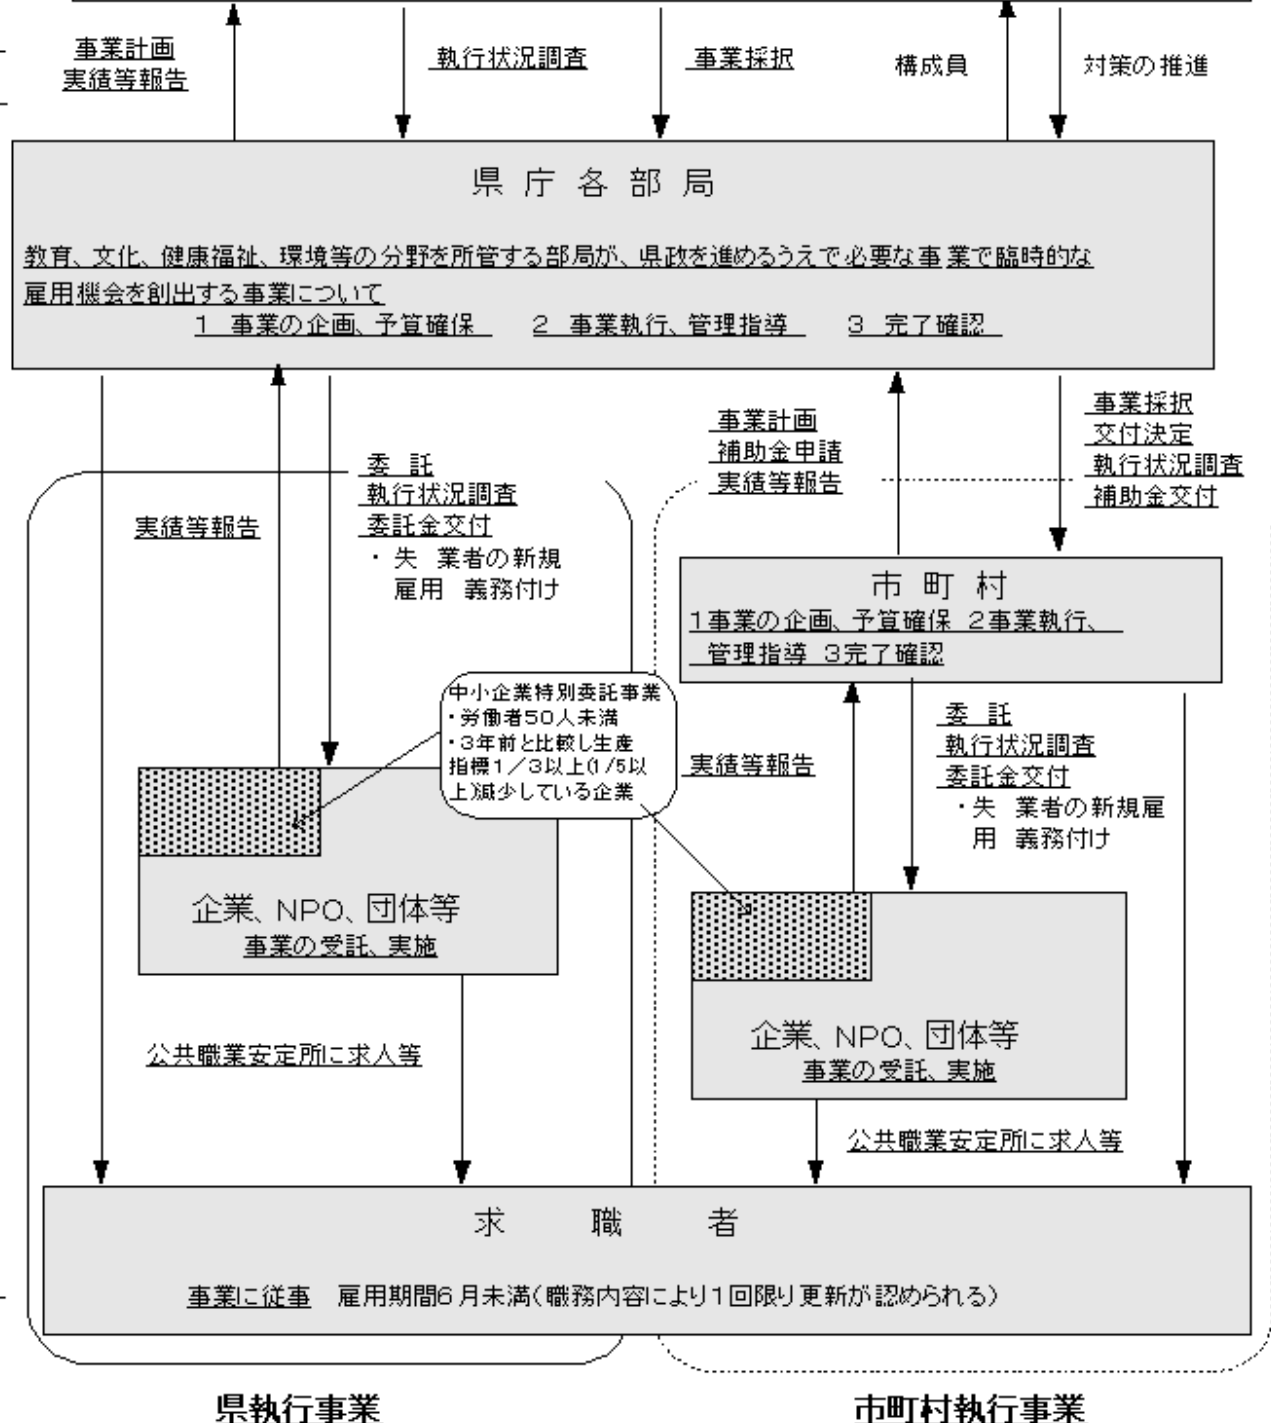 事業計画
実績等報告
執行状況調査
事業採択
構成員
対策の推進
県庁各部局
教育、文化、健康福祉、環境等の分野を所管する部局が、県政を進めるうえで必要な事業で臨時的な
雇用機会を創出する事業について
1 事業の企画、予算確保 2 事業執行、管理指導 3 完了確認
事業計画
補助金申請
実績等報告
事業採択
交付決定
執行状況調査
補助金交付
実績等報告
委 託
執行状況調査
委託金交付
・失 業者の新規
雇用 義務付け
市町村
1事業の企画、予算確保 2事業執行、
管理指導 3完了確認
中小企業特別委託事業
・労働者50人未満
・3年前と比較し生産
指標1/3以上(1/5以
上)減少している企業
実績等報告
委 託
執行状況調査
委託金交付
・失 業者の新規雇
用 義務付け
企業、NPO、団体等
事業の受託、実施
企業、NPO、団体等
事業の受託、実施
公共職業安定所に求人等
公共職業安定所に求人等
求 職 者
事業に従事 雇用期間6月未満(職務内容により1回限り更新が認められる)
県執行事業
市町村執行事業